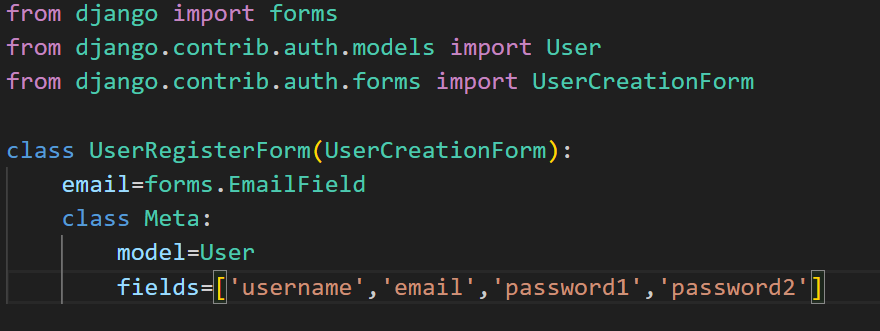 from django import forms
from django.contrib.auth.models import User
from django.contrib.auth.forms import UserCreationForm
class UserRegisterForm(UserCreationForm):
email=forms.EmailField
class Meta:
model=User
fields=['username','email','password1','password2']